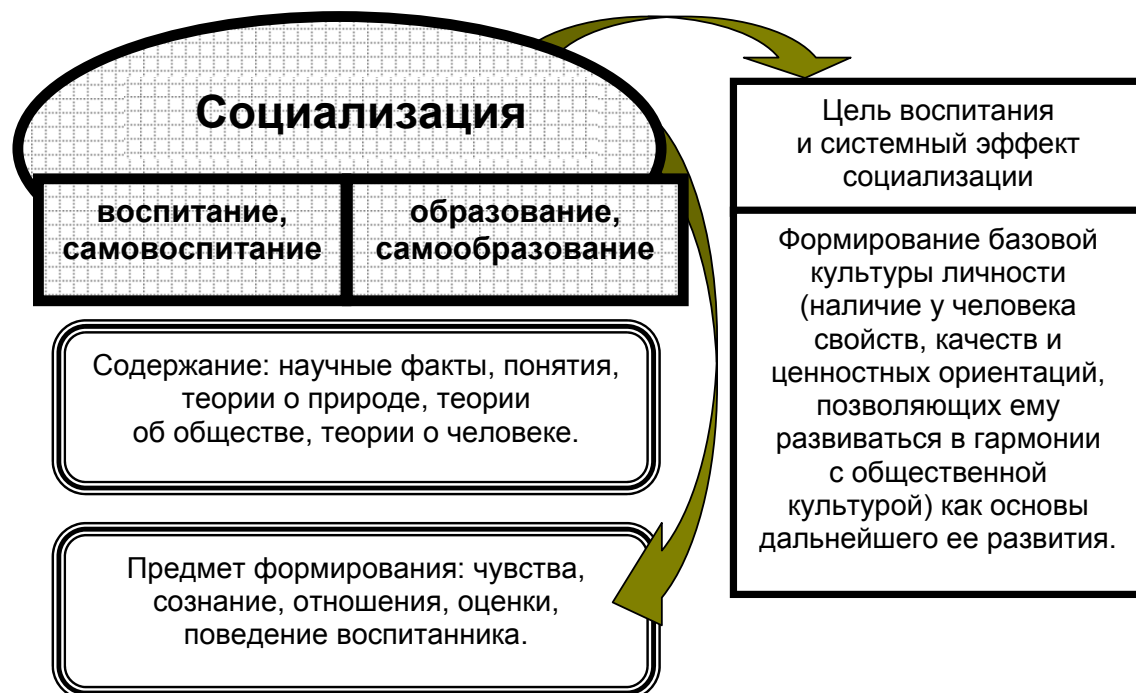 Социализация
воспитание,
самовоспитание
образование,
самообразование
Содержание: научные факты, понятия,
теории о природе, теории
об обществе, теории о человеке.
Предмет формирования: чувства,
сознание, отношения, оценки,
поведение воспитанника.
Цель воспитания
и системный эффект
социализации
Формирование базовой
культуры личности
(наличие у человека
свойств, качеств и
ценностных ориентаций,
позволяющих ему
развиваться в гармонии
с общественной
культурой) как основы
дальнейшего ее развития.